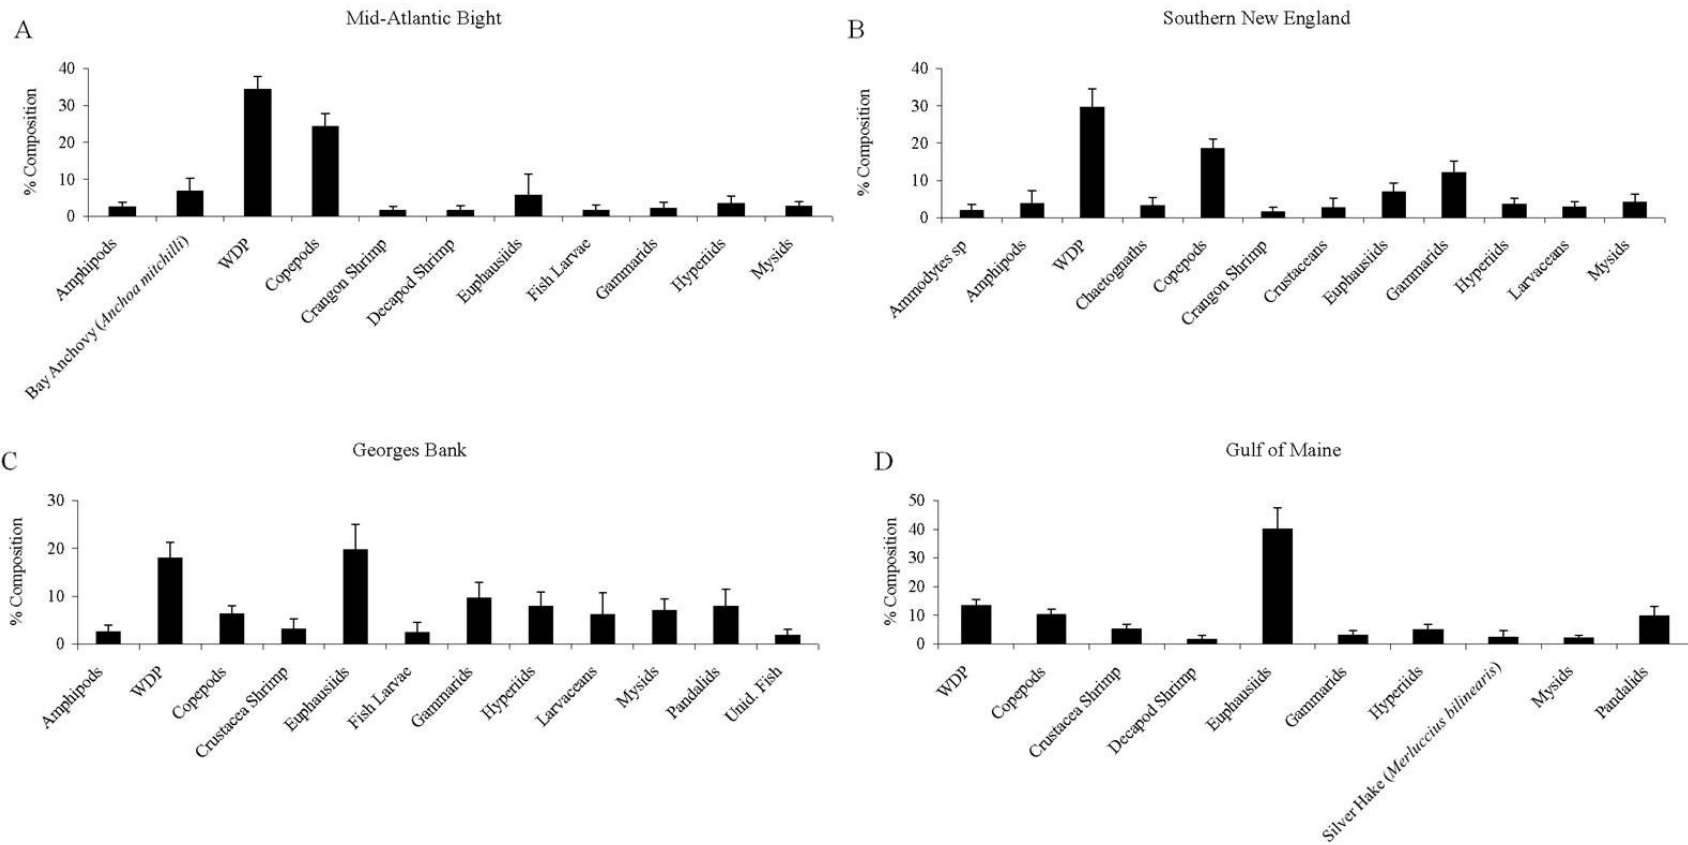 A
Mid-Atlantic Bight
% Composition
40
30
20
10
0
Amphipods
Bay Anchovy (Anchoa mitchilli)
WDP
Copepods
Crangon Shrimp
Decapod Shrimp
Euphausiids
Fish Larvae
Gammarids
Hyperiids
Mysids
B
Southern New England
% Composition
40
30
20
10
0
Ammodytes sp
Amphipods
WDP
Chaetognaths
Copepods
Crangon Shrimp
Crustaceans
Euphausiids
Gammarids
Hyperiids
Larvaceans
Mysids
C
Georges Bank
% Composition
30
20
10
0
Amphipods
WDP
Copepods
Crustacea Shrimp
Euphausiids
Fish Larvae
Gammarids
Hyperiids
Larvaceans
Mysids
Pandalids
Unid. Fish
D
Gulf of Maine
% Composition
50
40
30
20
10
0
WDP
Copepods
Crustacea Shrimp
Decapod Shrimp
Euphausiids
Gammarids
Hyperiids
Silver Hake (Merluccius bilinearis)
Mysids
Pandalids